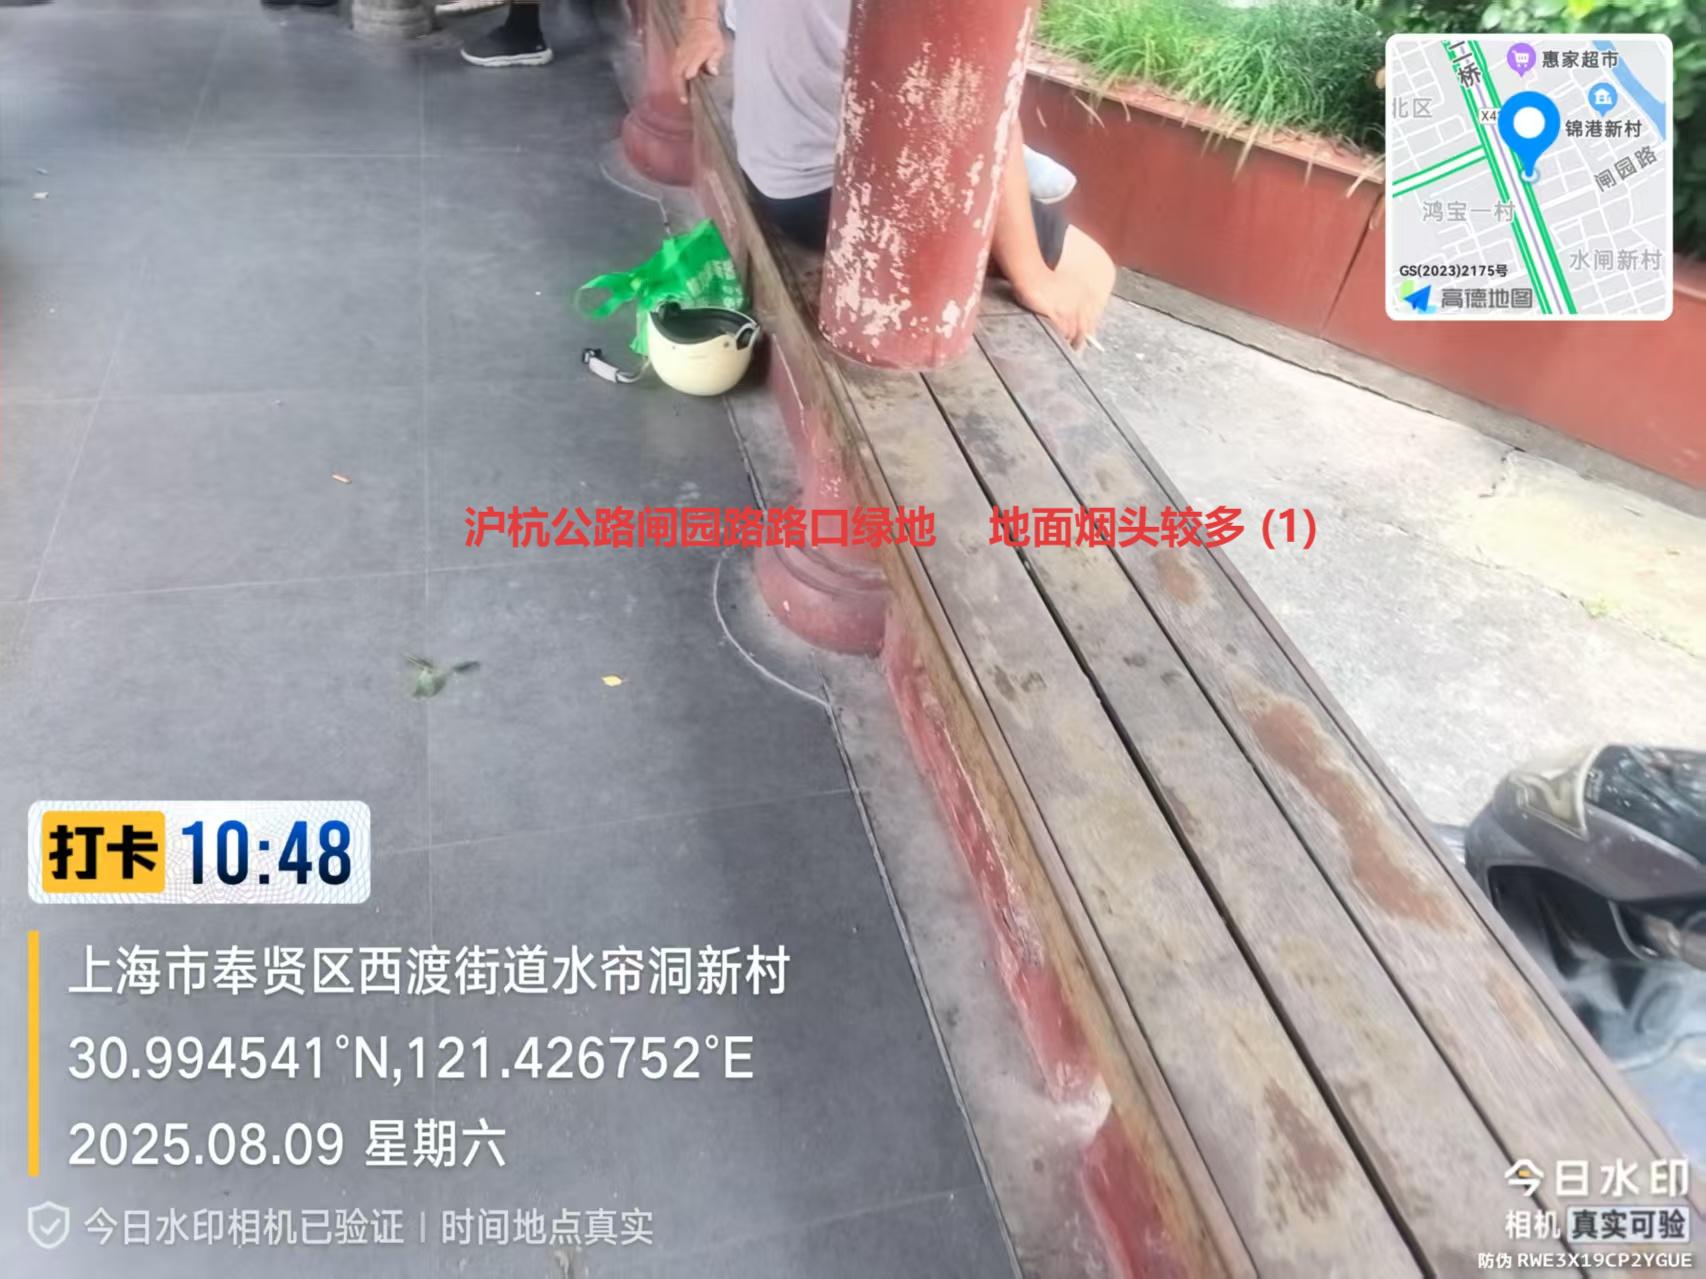 二桥
惠家超市
北区
锦港新村
闸园路
鸿宝一村
水闸新村
GS(2023)2175号
高德地图
沪杭公路闸园路路口绿地 地面烟头较多 (1)
打卡 10:48
上海市奉贤区西渡街道水帘洞新村
30.994541°N,121.426752°E
2025.08.09 星期六
今日水印相机已验证 | 时间地点真实
今日水印
相机 真实可验
防伪 RWE3X19CP2YGUE